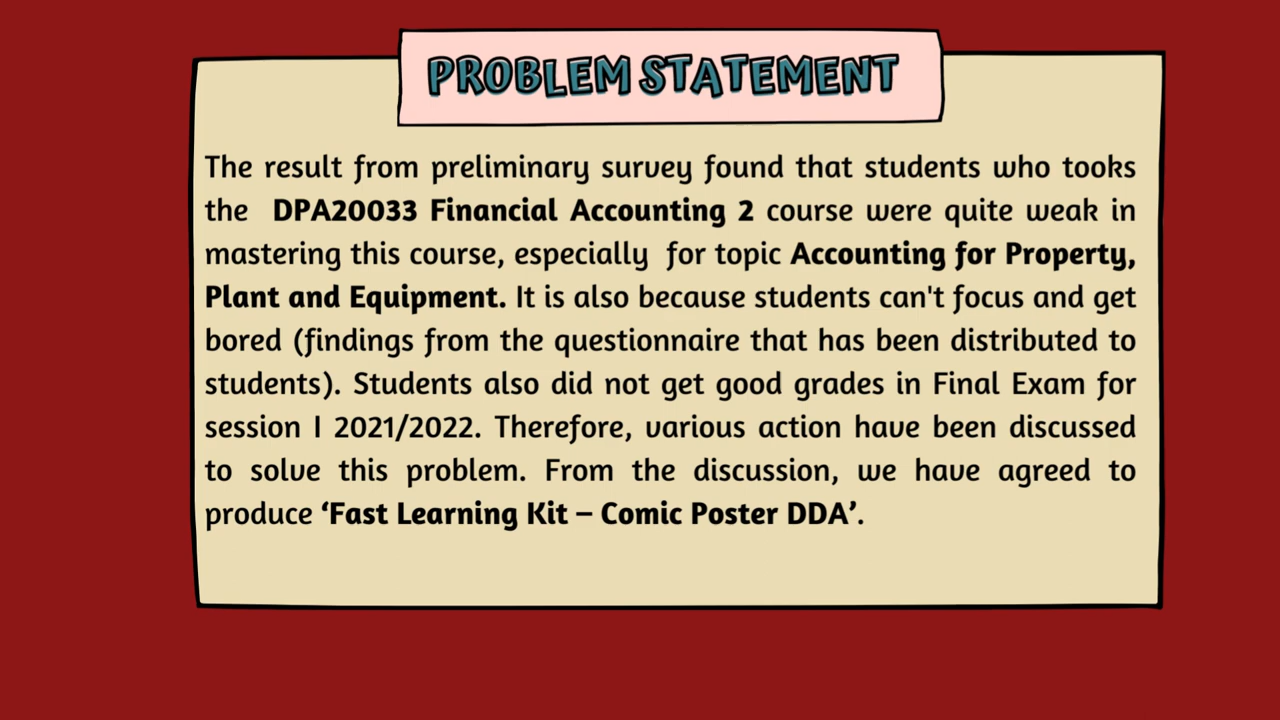 PROBLEM STATEMENT
The result from preliminary survey found that students who tooks
the DPA20033 Financial Accounting 2 course were quite weak in
mastering this course, especially for topic Accounting for Property,
Plant and Equipment. It is also because students can't focus and get
bored (findings from the questionnaire that has been distributed to
students). Students also did not get good grades in Final Exam for
session I 2021/2022. Therefore, various action have been discussed
to solve this problem. From the discussion, we have agreed to
produce ‘Fast Learning Kit – Comic Poster DDA’.